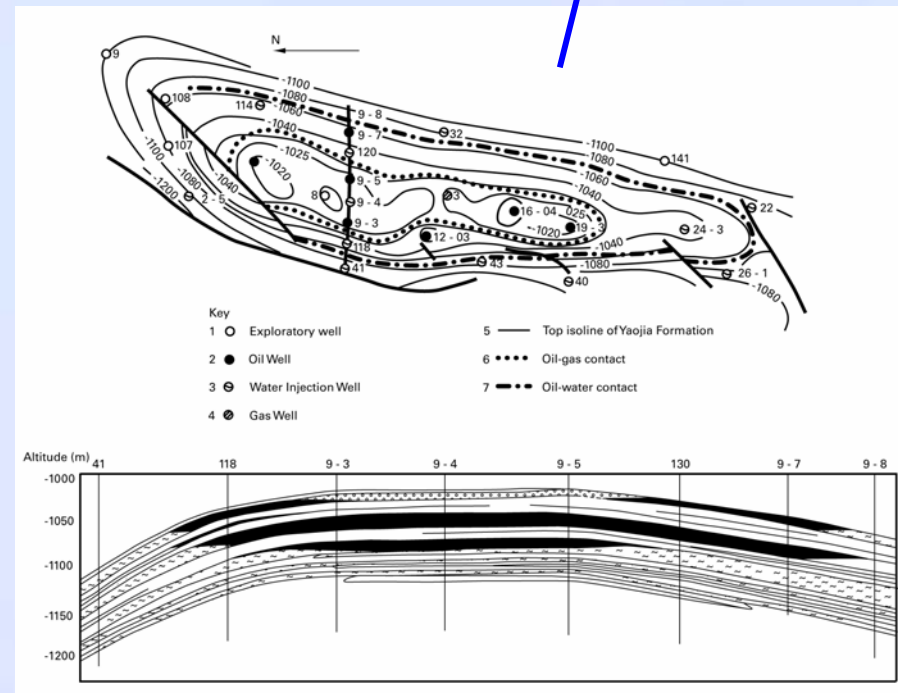 N
9
-1100
-1080
-1060
108
114
9 - 8
9 - 7
32
-1040
120
-1100
-1080
141
107
-1025
-1060
-1100
-1080
-1200
-1020
-1040
9 - 5
-1040
2 - 5
8
9 - 4
3
16 - 04
025
22
9 - 3
-1020
19 - 3
24 - 3
12 - 03
118
-1040
41
43
-1080
26 - 1
40
-1080
Key
1 Exploratory well
2 Oil Well
3 Water Injection Well
4 Gas Well
5 Top isoline of Yaojia Formation
6 Oil-gas contact
7 Oil-water contact
Altitude (m)
41 118 9 - 3 9 - 4 9 - 5 130 9 - 7 9 - 8
-1000
-1050
-1100
-1150
-1200